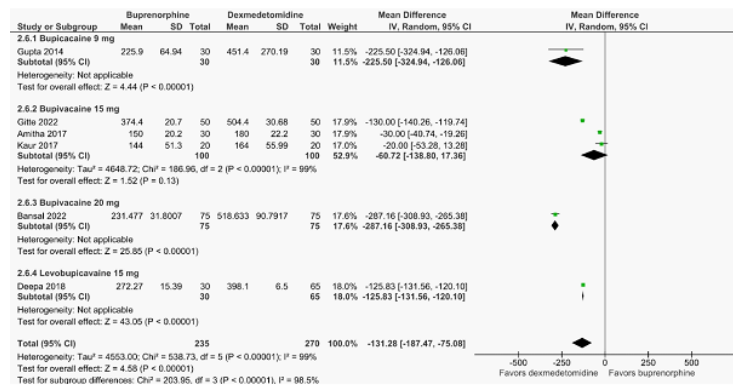 Buprenorphine Dexmedetomidine Mean Difference Mean Difference
Study or Subgroup Mean SD Total Mean SD Total Weight IV, Random, 95% CI IV, Random, 95% CI
2.6.1 Bupicacaine 9 mg
Gupta 2014 225.9 64.94 30 451.4 270.19 30 11.5% -225.50 [-324.94, -126.06]
Subtotal (95% CI) 30 30 11.5% -225.50 [-324.94, -126.06]
Heterogeneity: Not applicable
Test for overall effect: Z = 4.44 (P < 0.00001)
2.6.2 Bupivacaine 15 mg
Gitte 2022 374.4 20.7 50 504.4 30.68 50 17.9% -130.00 [-140.26, -119.74]
Amitha 2017 150 20.2 30 180 22.2 30 17.9% -30.00 [-40.74, -19.26]
Kaur 2017 144 51.3 20 164 55.99 20 17.2% -20.00 [-53.28, 13.28]
Subtotal (95% CI) 100 100 52.9% -60.72 [-138.80, 17.36]
Heterogeneity: Tau² = 4648.72; Chi² = 186.96, df = 2 (P < 0.00001); I² = 99%
Test for overall effect: Z = 1.52 (P = 0.13)
2.6.3 Bupivacaine 20 mg
Bansal 2022 231.477 31.8007 75 518.633 90.7917 75 17.6% -287.16 [-308.93, -265.38]
Subtotal (95% CI) 75 75 17.6% -287.16 [-308.93, -265.38]
Heterogeneity: Not applicable
Test for overall effect: Z = 25.85 (P < 0.00001)
2.6.4 Levobupicavaine 15 mg
Deepa 2018 272.27 15.39 30 398.1 6.5 65 18.0% -125.83 [-131.56, -120.10]
Subtotal (95% CI) 30 65 18.0% -125.83 [-131.56, -120.10]
Heterogeneity: Not applicable
Test for overall effect: Z = 43.05 (P < 0.00001)
Total (95% CI) 235 270 100.0% -131.28 [-187.47, -75.08]
Heterogeneity: Tau² = 4553.00; Chi² = 538.73, df = 5 (P < 0.00001); I² = 99%
Test for overall effect: Z = 4.58 (P < 0.00001)
Test for subgroup differences: Chi² = 203.95, df = 3 (P < 0.00001), I² = 98.5%
-500 -250 0 250 500
Favors dexmedetomidine Favors buprenorphine